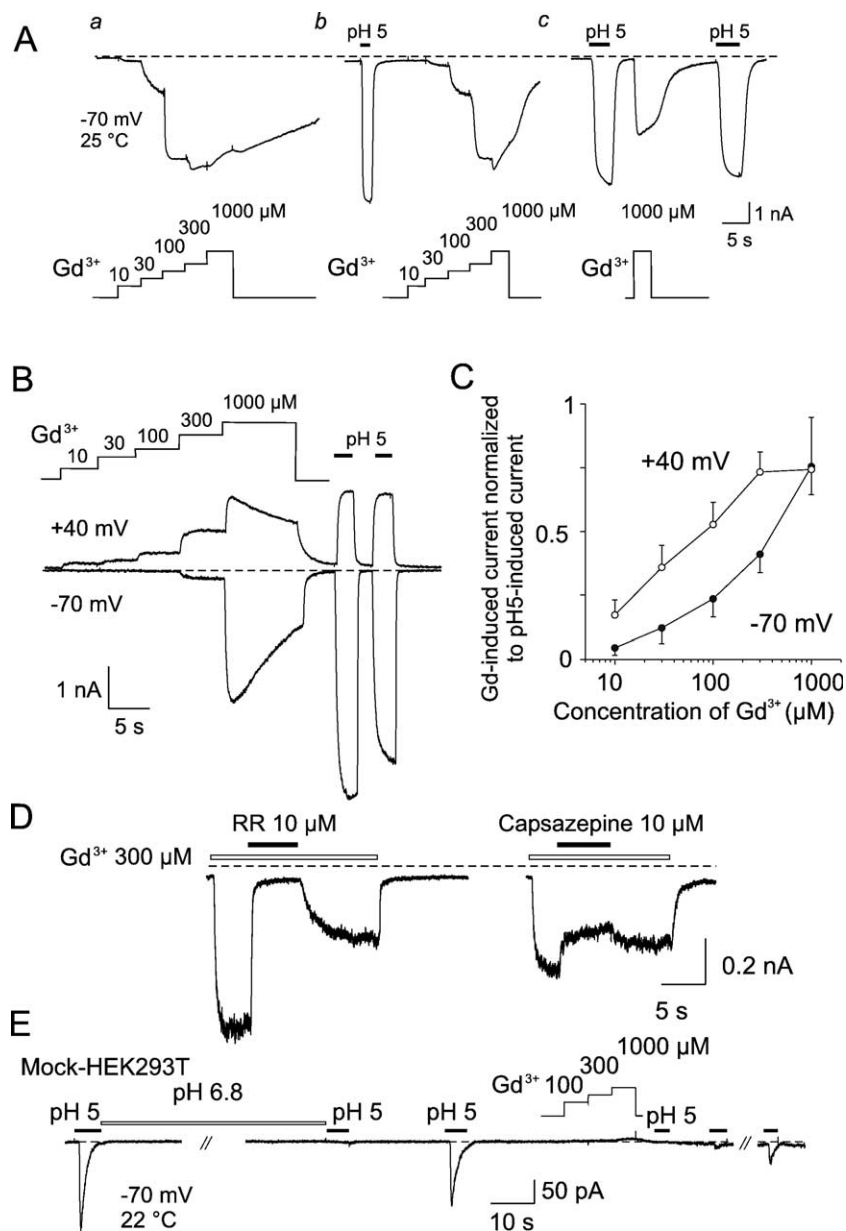 A
a
b
c
pH 5
pH 5
pH 5
-70 mV
25 °C
1 nA
5 s
Gd³⁺ 10 30 100 300 1000 µM
Gd³⁺ 10 30 100 300 1000 µM
Gd³⁺ 1000 µM
B
Gd³⁺ 10 30 100 300 1000 µM
pH 5
+40 mV
-70 mV
1 nA
5 s
C
Gd-induced current normalized
to pH5-induced current
1
0.5
0
+40 mV
-70 mV
10 100 1000
Concentration of Gd³⁺ (µM)
D
RR 10 µM
Capsazepine 10 µM
Gd³⁺ 300 µM
0.2 nA
5 s
E
Mock-HEK293T
pH 5
pH 6.8
pH 5
pH 5
Gd³⁺ 100 300 1000 µM
pH 5
//
//
-70 mV
22 °C
50 pA
10 s